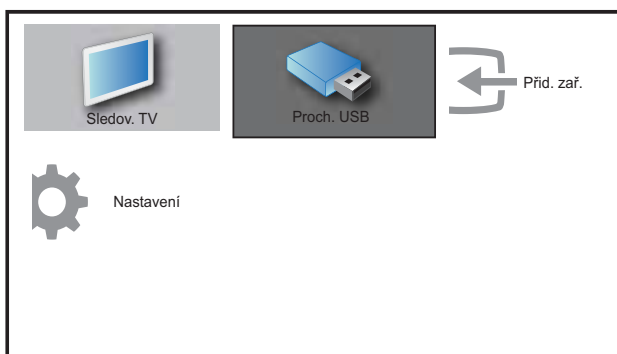 Sledov. TV
Proch. USB
Přid. zař.
Nastavení